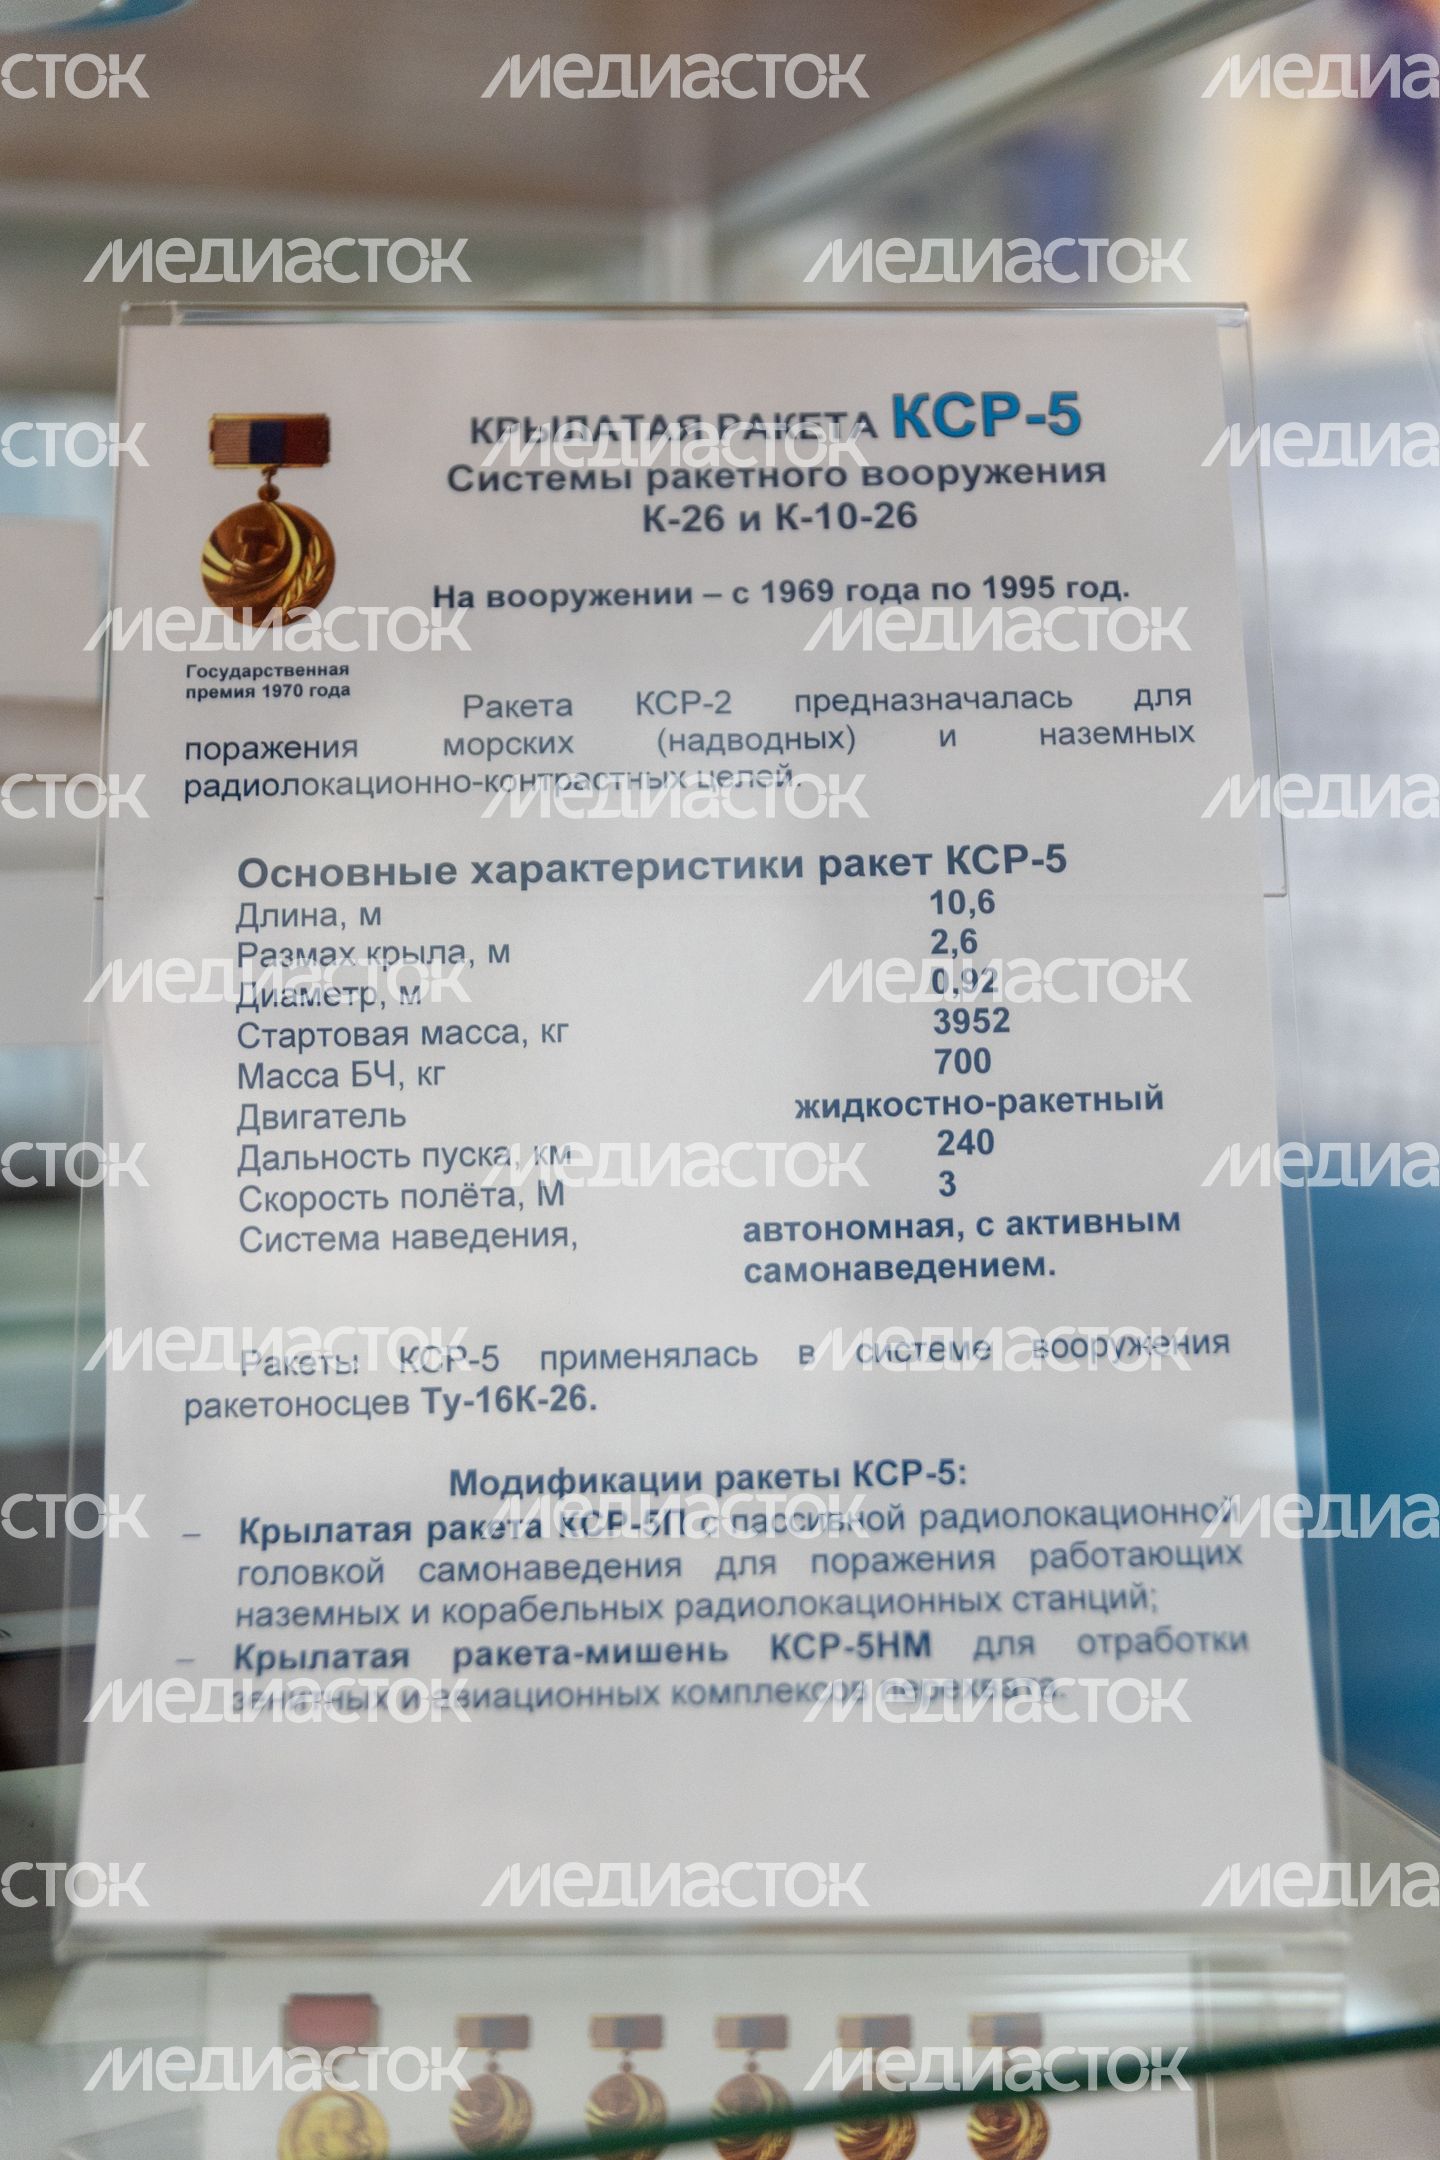 КРЫЛАТАЯ РАКЕТА КСР-5
Системы ракетного вооружения
К-26 и К-10-26
На вооружении – с 1969 года по 1995 год.
Государственная
премия 1970 года
Ракета КСР-2 предназначалась для
поражения морских (надводных) и наземных
радиолокационно-контрастных целей.
Основные характеристики ракет КСР-5
Длина, м 10,6
Размах крыла, м 2,6
Диаметр, м 0,92
Стартовая масса, кг 3952
Масса БЧ, кг 700
Двигатель жидкостно-ракетный
Дальность пуска, км 240
Скорость полёта, М 3
Система наведения, автономная, с активным
самонаведением.
Ракеты КСР-5 применялась в системе вооружения
ракетоносцев Ту-16К-26.
Модификации ракеты КСР-5:
– Крылатая ракета КСР-5П с пассивной радиолокационной
головкой самонаведения для поражения работающих
наземных и корабельных радиолокационных станций;
– Крылатая ракета-мишень КСР-5НМ для отработки
зенитных и авиационных комплексов перехвата.
МЕДИАСТОК